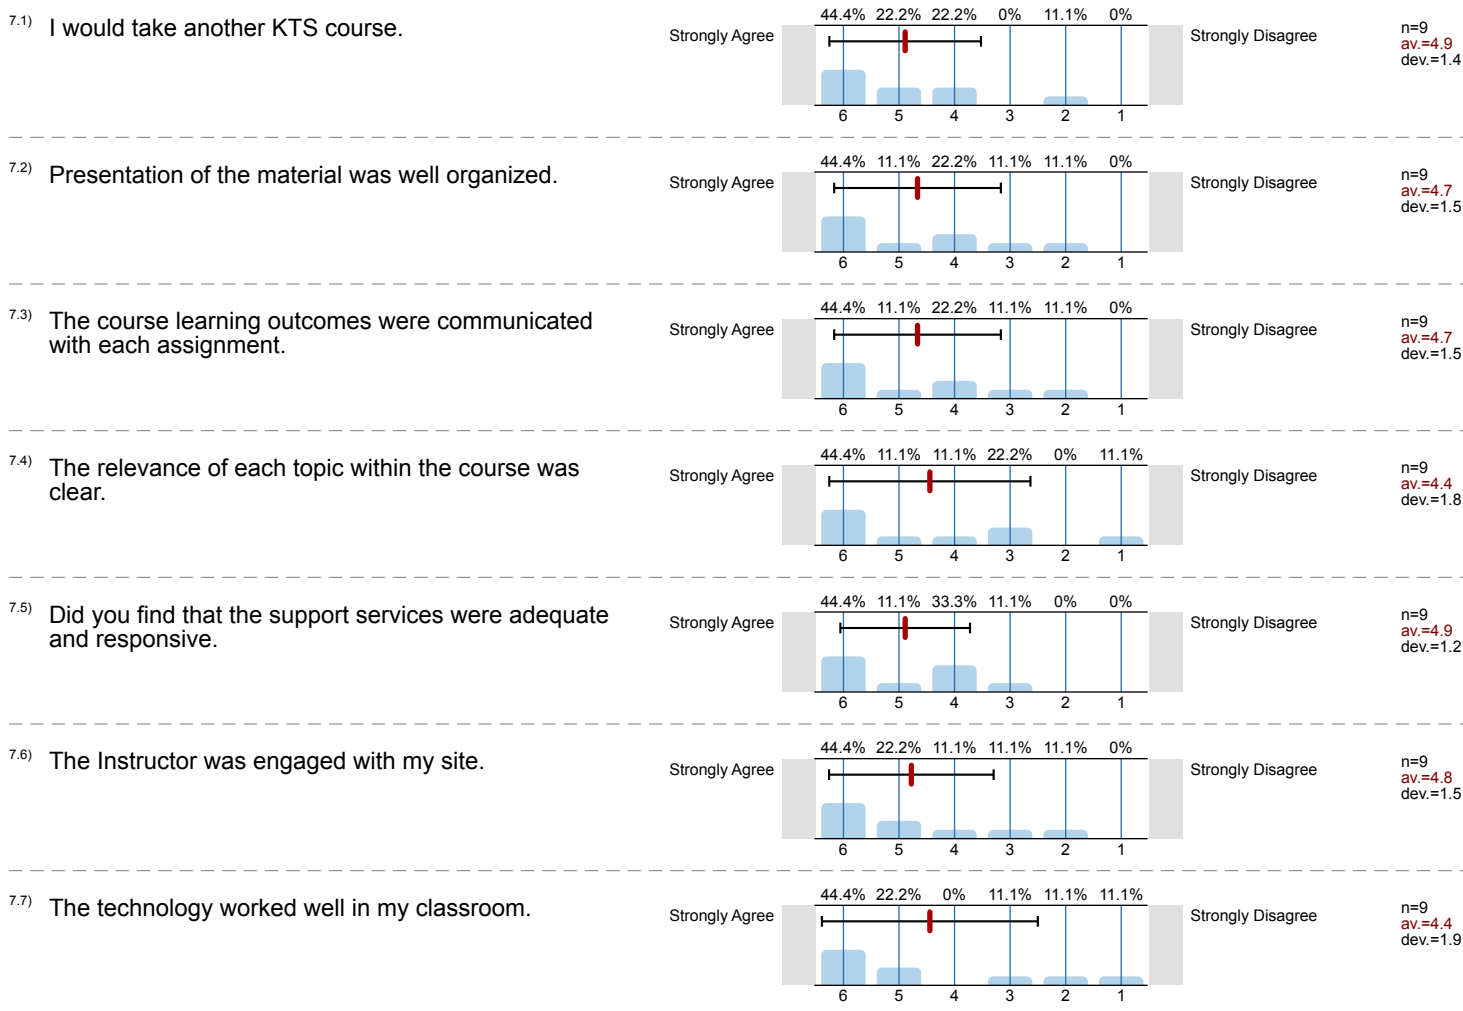 7.1) I would take another KTS course.
44.4% 22.2% 22.2% 0% 11.1% 0%
Strongly Agree Strongly Disagree
n=9
av.=4.9
dev.=1.4
6 5 4 3 2 1
7.2) Presentation of the material was well organized.
44.4% 11.1% 22.2% 11.1% 11.1% 0%
Strongly Agree Strongly Disagree
n=9
av.=4.7
dev.=1.5
6 5 4 3 2 1
7.3) The course learning outcomes were communicated
with each assignment.
44.4% 11.1% 22.2% 11.1% 11.1% 0%
Strongly Agree Strongly Disagree
n=9
av.=4.7
dev.=1.5
6 5 4 3 2 1
7.4) The relevance of each topic within the course was
clear.
44.4% 11.1% 11.1% 22.2% 0% 11.1%
Strongly Agree Strongly Disagree
n=9
av.=4.4
dev.=1.8
6 5 4 3 2 1
7.5) Did you find that the support services were adequate
and responsive.
44.4% 11.1% 33.3% 11.1% 0% 0%
Strongly Agree Strongly Disagree
n=9
av.=4.9
dev.=1.2
6 5 4 3 2 1
7.6) The Instructor was engaged with my site.
44.4% 22.2% 11.1% 11.1% 11.1% 0%
Strongly Agree Strongly Disagree
n=9
av.=4.8
dev.=1.5
6 5 4 3 2 1
7.7) The technology worked well in my classroom.
44.4% 22.2% 0% 11.1% 11.1% 11.1%
Strongly Agree Strongly Disagree
n=9
av.=4.4
dev.=1.9
6 5 4 3 2 1